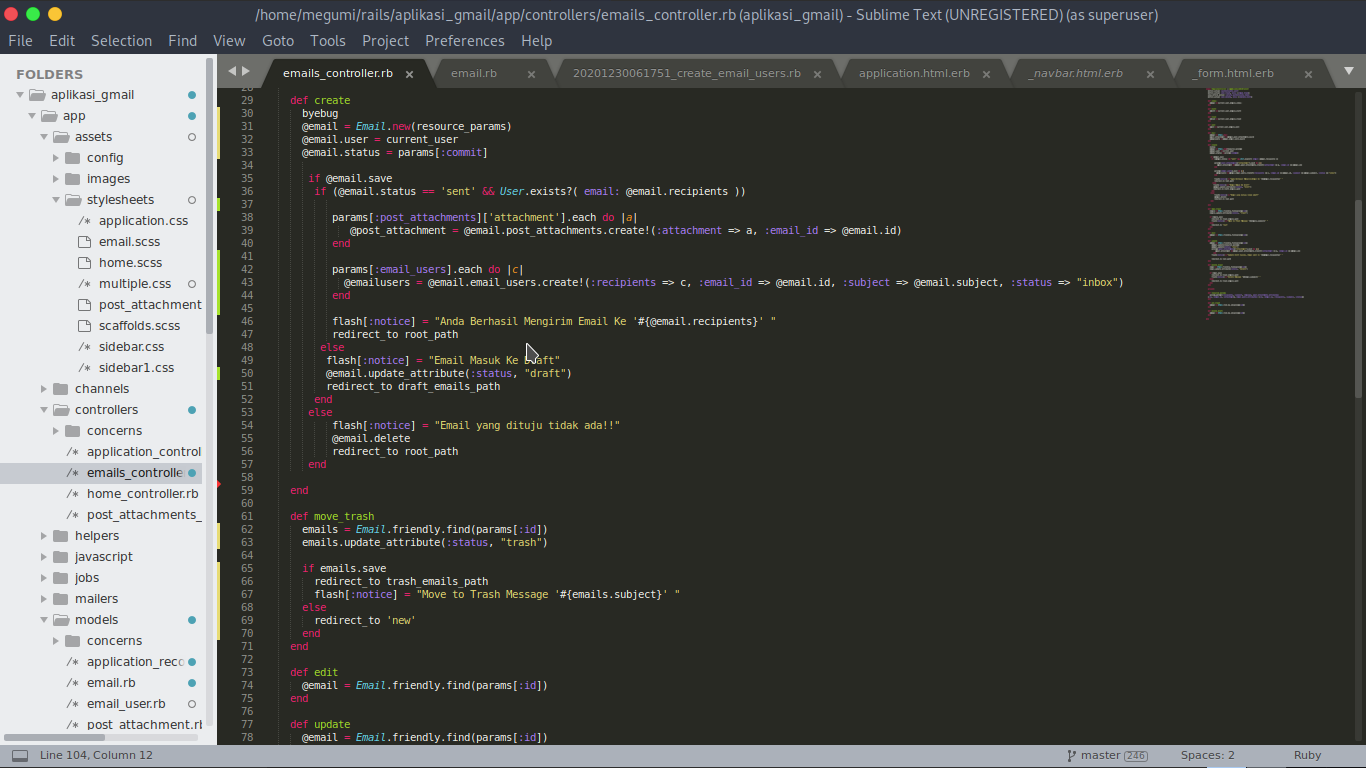 /home/megumi/rails/aplikasi_gmail/app/controllers/emails_controller.rb (aplikasi_gmail) - Sublime Text (UNREGISTERED) (as superuser)
File Edit Selection Find View Goto Tools Project Preferences Help
FOLDERS
aplikasi_gmail
app
assets
config
images
stylesheets
/* application.css
email.scss
home.scss
/* multiple.css
post_attachment
scaffolds.scss
/* sidebar.css
/* sidebar1.css
channels
controllers
concerns
/* application_control
/* emails_controlle
/* home_controller.rb
/* post_attachments_
helpers
javascript
jobs
mailers
models
concerns
/* application_reco
/* email.rb
/* email_user.rb
/* post_attachment.rb
emails_controller.rb × email.rb × 20201230061751_create_email_users.rb × application.html.erb × _navbar.html.erb × _form.html.erb ×
28
29 def create
30 byebug
31 @email = Email.new(resource_params)
32 @email.user = current_user
33 @email.status = params[:commit]
34
35 if @email.save
36 if (@email.status == 'sent' && User.exists?( email: @email.recipients ))
37
38 params[:post_attachments]['attachment'].each do |a|
39 @post_attachment = @email.post_attachments.create!(:attachment => a, :email_id => @email.id)
40 end
41
42 params[:email_users].each do |c|
43 @emailusers = @email.email_users.create!(:recipients => c, :email_id => @email.id, :subject => @email.subject, :status => "inbox")
44 end
45
46 flash[:notice] = "Anda Berhasil Mengirim Email Ke '#{@email.recipients}' "
47 redirect_to root_path
48 else
49 flash[:notice] = "Email Masuk Ke Draft"
50 @email.update_attribute(:status, "draft")
51 redirect_to draft_emails_path
52 end
53 else
54 flash[:notice] = "Email yang dituju tidak ada!!"
55 @email.delete
56 redirect_to root_path
57 end
58
59 end
60
61 def move_trash
62 emails = Email.friendly.find(params[:id])
63 emails.update_attribute(:status, "trash")
64
65 if emails.save
66 redirect_to trash_emails_path
67 flash[:notice] = "Move to Trash Message '#{emails.subject}' "
68 else
69 redirect_to 'new'
70 end
71 end
72
73 def edit
74 @email = Email.friendly.find(params[:id])
75 end
76
77 def update
78 @email = Email.friendly.find(params[:id])
Line 104, Column 12 master 246 Spaces: 2 Ruby